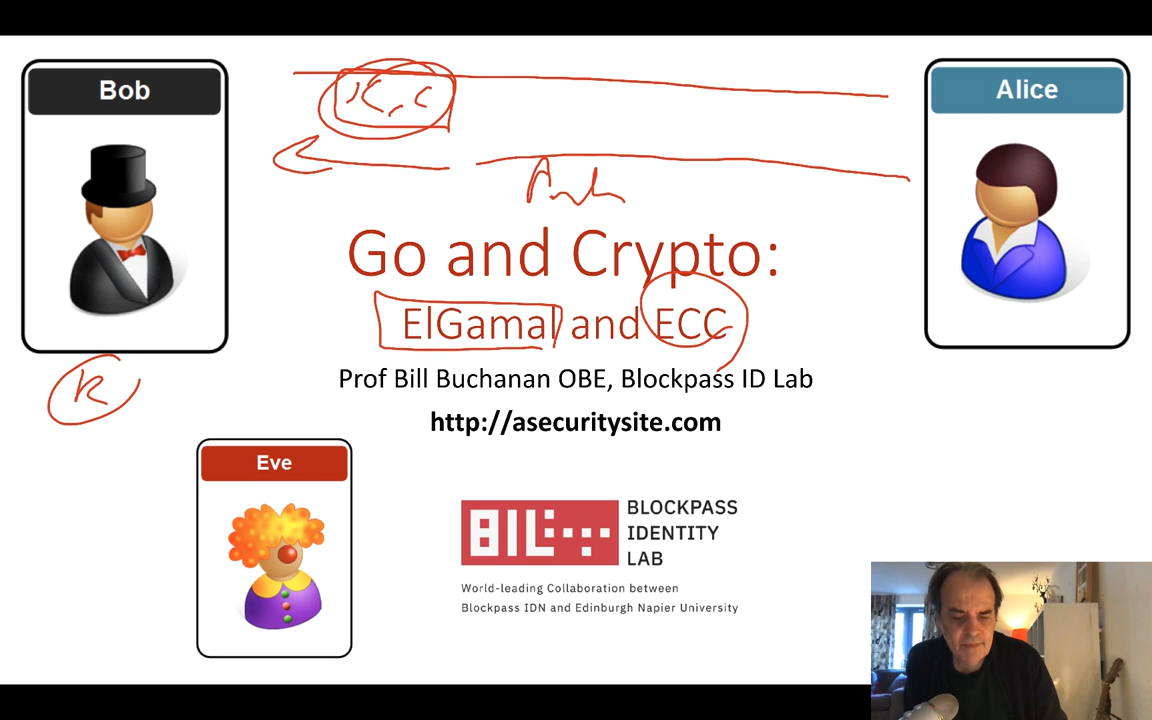 Bob
Alice
Go and Crypto:
ElGamal and ECC
Prof Bill Buchanan OBE, Blockpass ID Lab
http://asecuritysite.com
K
Eve
BIL
BLOCKPASS
IDENTITY
LAB
World-leading Collaboration between
Blockpass IDN and Edinburgh Napier University